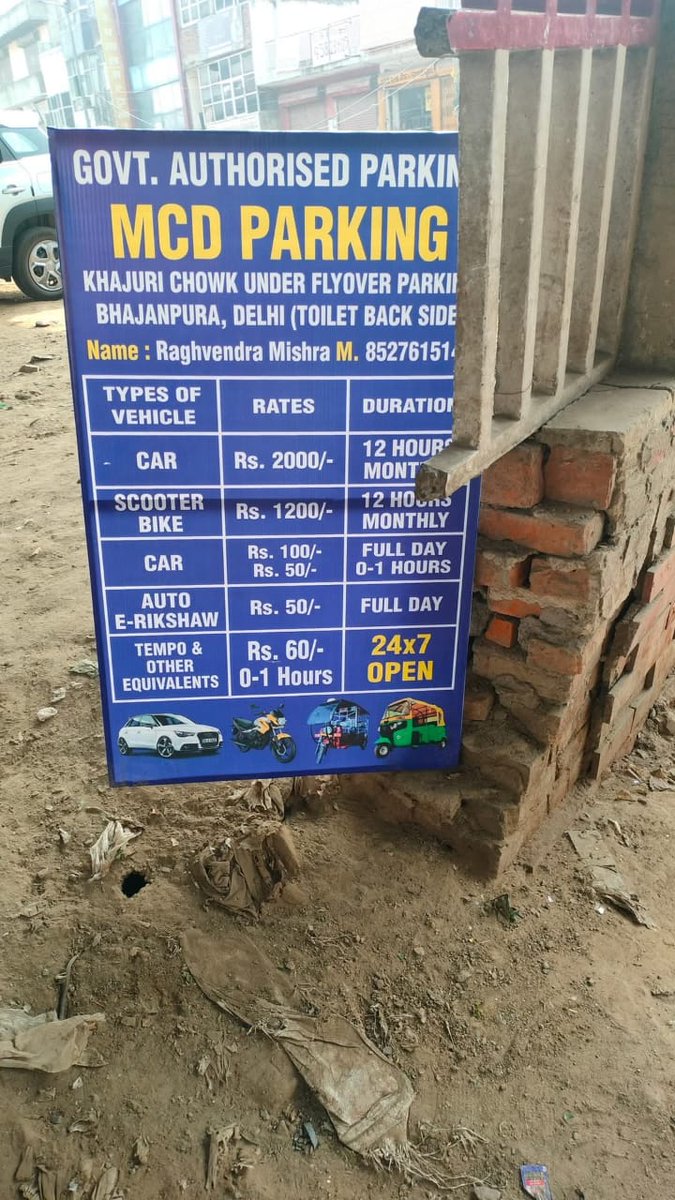 GOVT. AUTHORISED PARKIN
MCD PARKING
KHAJURI CHOWK UNDER FLYOVER PARKI
BHAJANPURA, DELHI (TOILET BACK SIDE
Name : Raghvendra Mishra M. 852761514
TYPES OF VEHICLE RATES DURATION
CAR Rs. 2000/- 12 HOURS MONT
SCOOTER BIKE Rs. 1200/- 12 HOURS MONTHLY
CAR Rs. 100/- Rs. 50/- FULL DAY 0-1 HOURS
AUTO E-RIKSHAW Rs. 50/- FULL DAY
TEMPO & OTHER EQUIVALENTS Rs. 60/- 0-1 Hours 24x7 OPEN